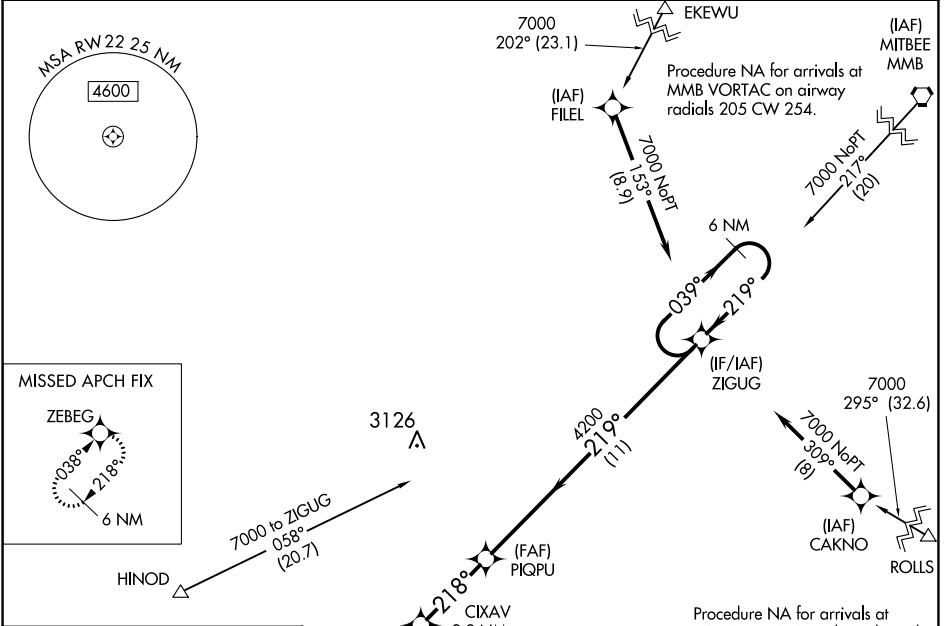 MSA RW 22 25 NM
4600
7000
202° (23.1)
EKEWU
(IAF)
MITBEE
MMB
Procedure NA for arrivals at
MMB VORTAC on airway
radials 205 CW 254.
(IAF)
FILEL
7000 NoPT
153°
(8.9)
7000 NoPT
217°
(20)
6 NM
039°
219°
(IF/IAF)
ZIGUG
MISSED APCH FIX
ZEBEG
038°
218°
6 NM
3126
4200
219°
(11)
7000
295° (32.6)
7000 NoPT
309°
(8)
(IAF)
CAKNO
ROLLS
7000 to ZIGUG
058°
(20.7)
HINOD
(FAF)
PIQPU
218°
CIXAV
Procedure NA for arrivals at